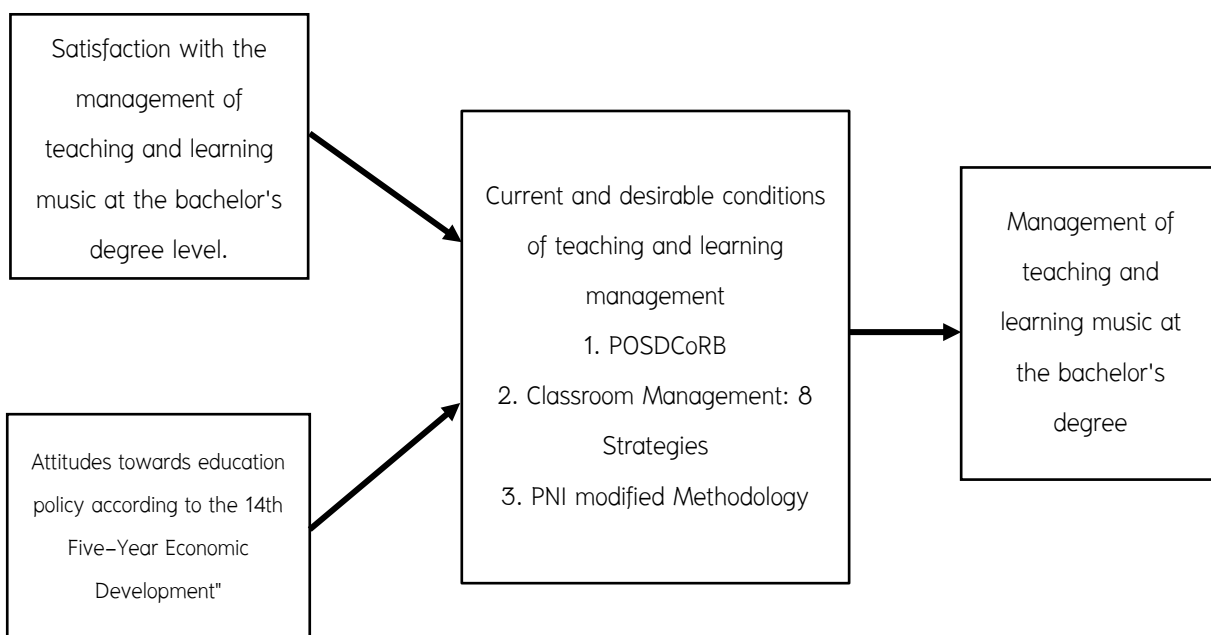 Satisfaction with the
management of
teaching and learning
music at the bachelor's
degree level.
Attitudes towards education
policy according to the 14th
Five-Year Economic
Development"
Current and desirable conditions
of teaching and learning
management
1. POSDCoRB
2. Classroom Management: 8
Strategies
3. PNI modified Methodology
Management of
teaching and
learning music at
the bachelor's
degree